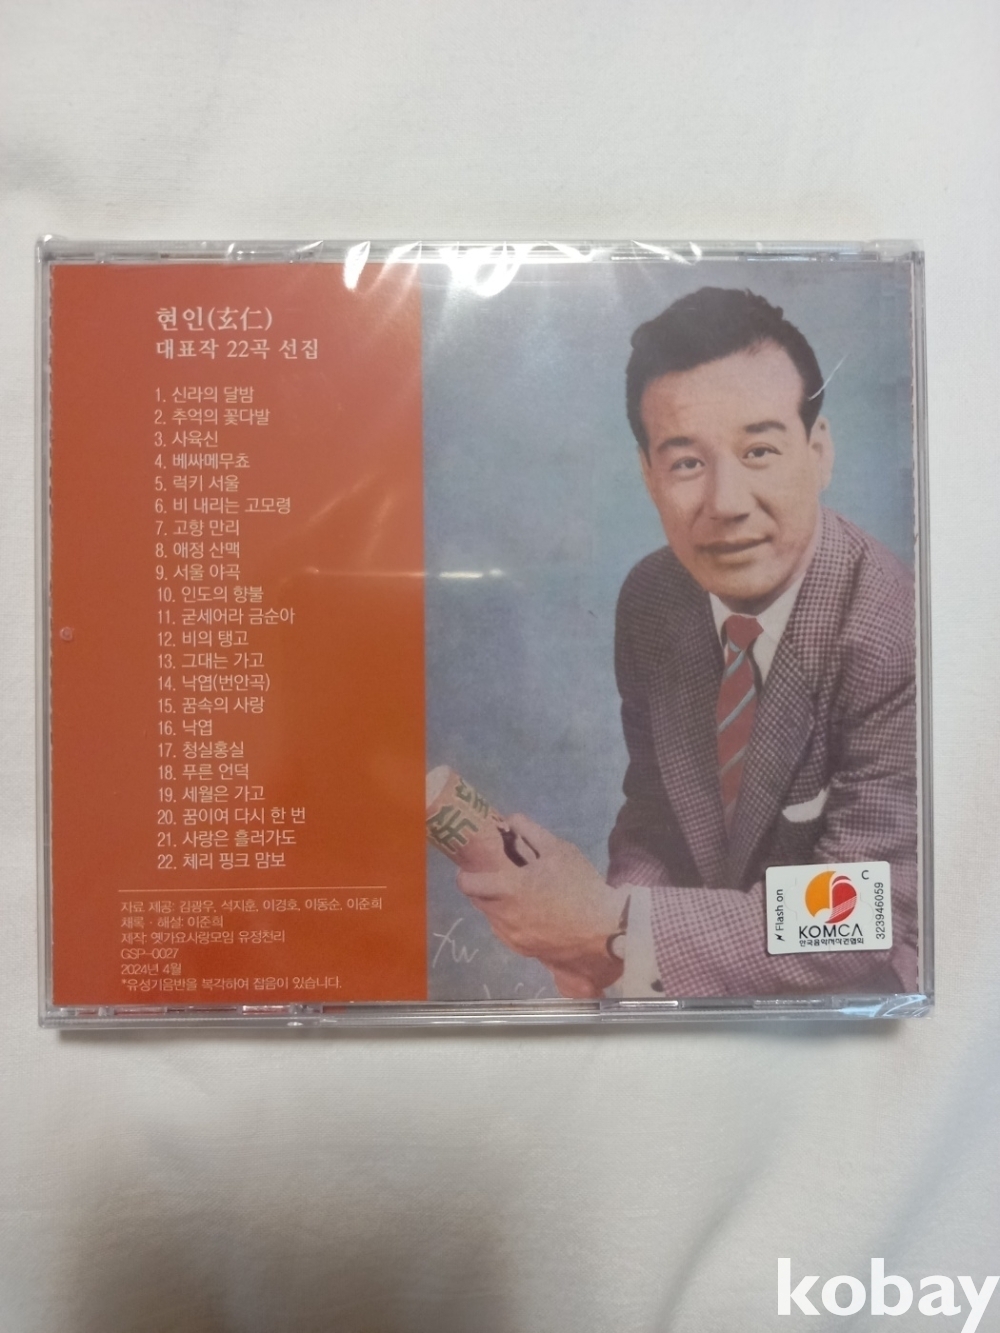 현인(玄仁)
대표작 22곡 선집
1. 신라의 달밤
2. 추억의 꽃다발
3. 사육신
4. 베싸메무쵸
5. 럭키 서울
6. 비 내리는 고모령
7. 고향 만리
8. 애정 산맥
9. 서울 야곡
10. 인도의 향불
11. 굳세어라 금순아
12. 비의 탱고
13. 그대는 가고
14. 낙엽(번안곡)
15. 꿈속의 사랑
16. 낙엽
17. 청실홍실
18. 푸른 언덕
19. 세월은 가고
20. 꿈이여 다시 한 번
21. 사랑은 흘러가도
22. 체리 핑크 맘보
자료 제공: 김광우, 석지훈, 이경호, 이동순, 이준희
채록·해설: 이준희
제작: 옛가요사랑모임 유정천리
GSP-0027
2024년 4월
*유성기음반을 복각하여 잡음이 있습니다.
Flash on
C
KOMCA
한국음악저작권협회
323946059
kobay